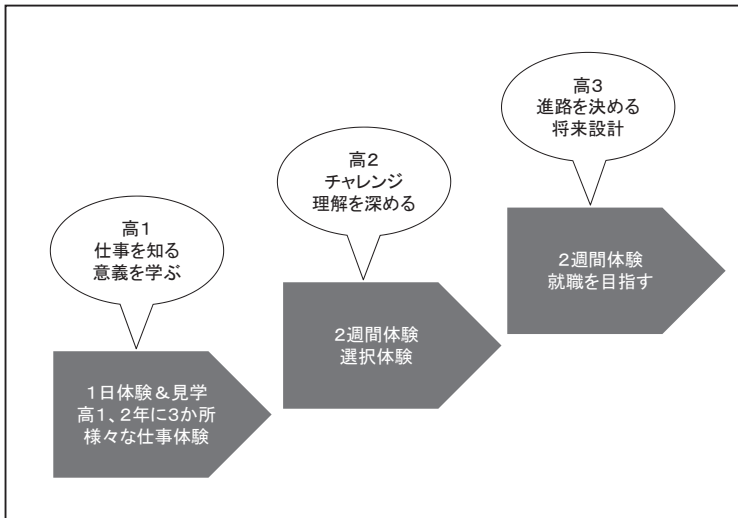 高1
仕事を知る
意義を学ぶ
1日体験＆見学
高1、2年に3か所
様々な仕事体験
高2
チャレンジ
理解を深める
2週間体験
選択体験
高3
進路を決める
将来設計
2週間体験
就職を目指す